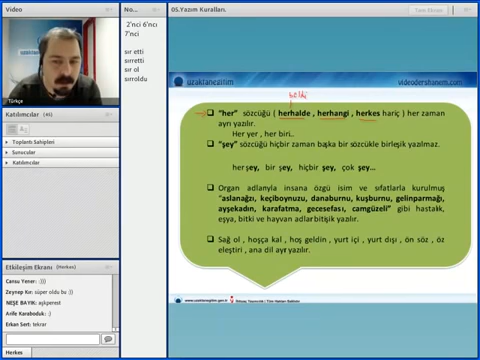 Video
No...
05.Yazım Kuralları
Tam Ekran
2'nci 6'ncı
7'nci
sır etti
sırretti
sır ol
sırroldu
Türkçe
Katılımcılar (46)
Toplantı Sahipleri
Sunucular
Katılımcılar
Etkileşim Ekranı (Herkes)
Cansu Yener: :)))
Zeynep Kır: süper oldu bu :)
NEŞE BAYIK: aşkperest
Arife Karaboduk: :)
Erkan Sert: tekrar
Herkes
uzaktanegitim
videodershanem.com
"her" sözcüğü ( herhalde , herhangi , herkes hariç ) her zaman
ayrı yazılır.
Her yer , her biri..
"şey" sözcüğü hiçbir zaman başka bir sözcükle birleşik yazılmaz.
her şey, bir şey, hiçbir şey, çok şey...
Organ adlarıyla insana özgü isim ve sıfatlarla kurulmuş
"aslanağzı, keçiboynuzu, danaburnu, kuşburnu, gelinparmağı,
ayşekadın, karafatma, gecesefası, camgüzeli" gibi hastalık,
eşya, bitki ve hayvan adları bitişik yazılır.
Sağ ol , hoşça kal , hoş geldin , yurt içi , yurt dışı , ön söz , öz
eleştiri , ana dil ayrı yazılır.